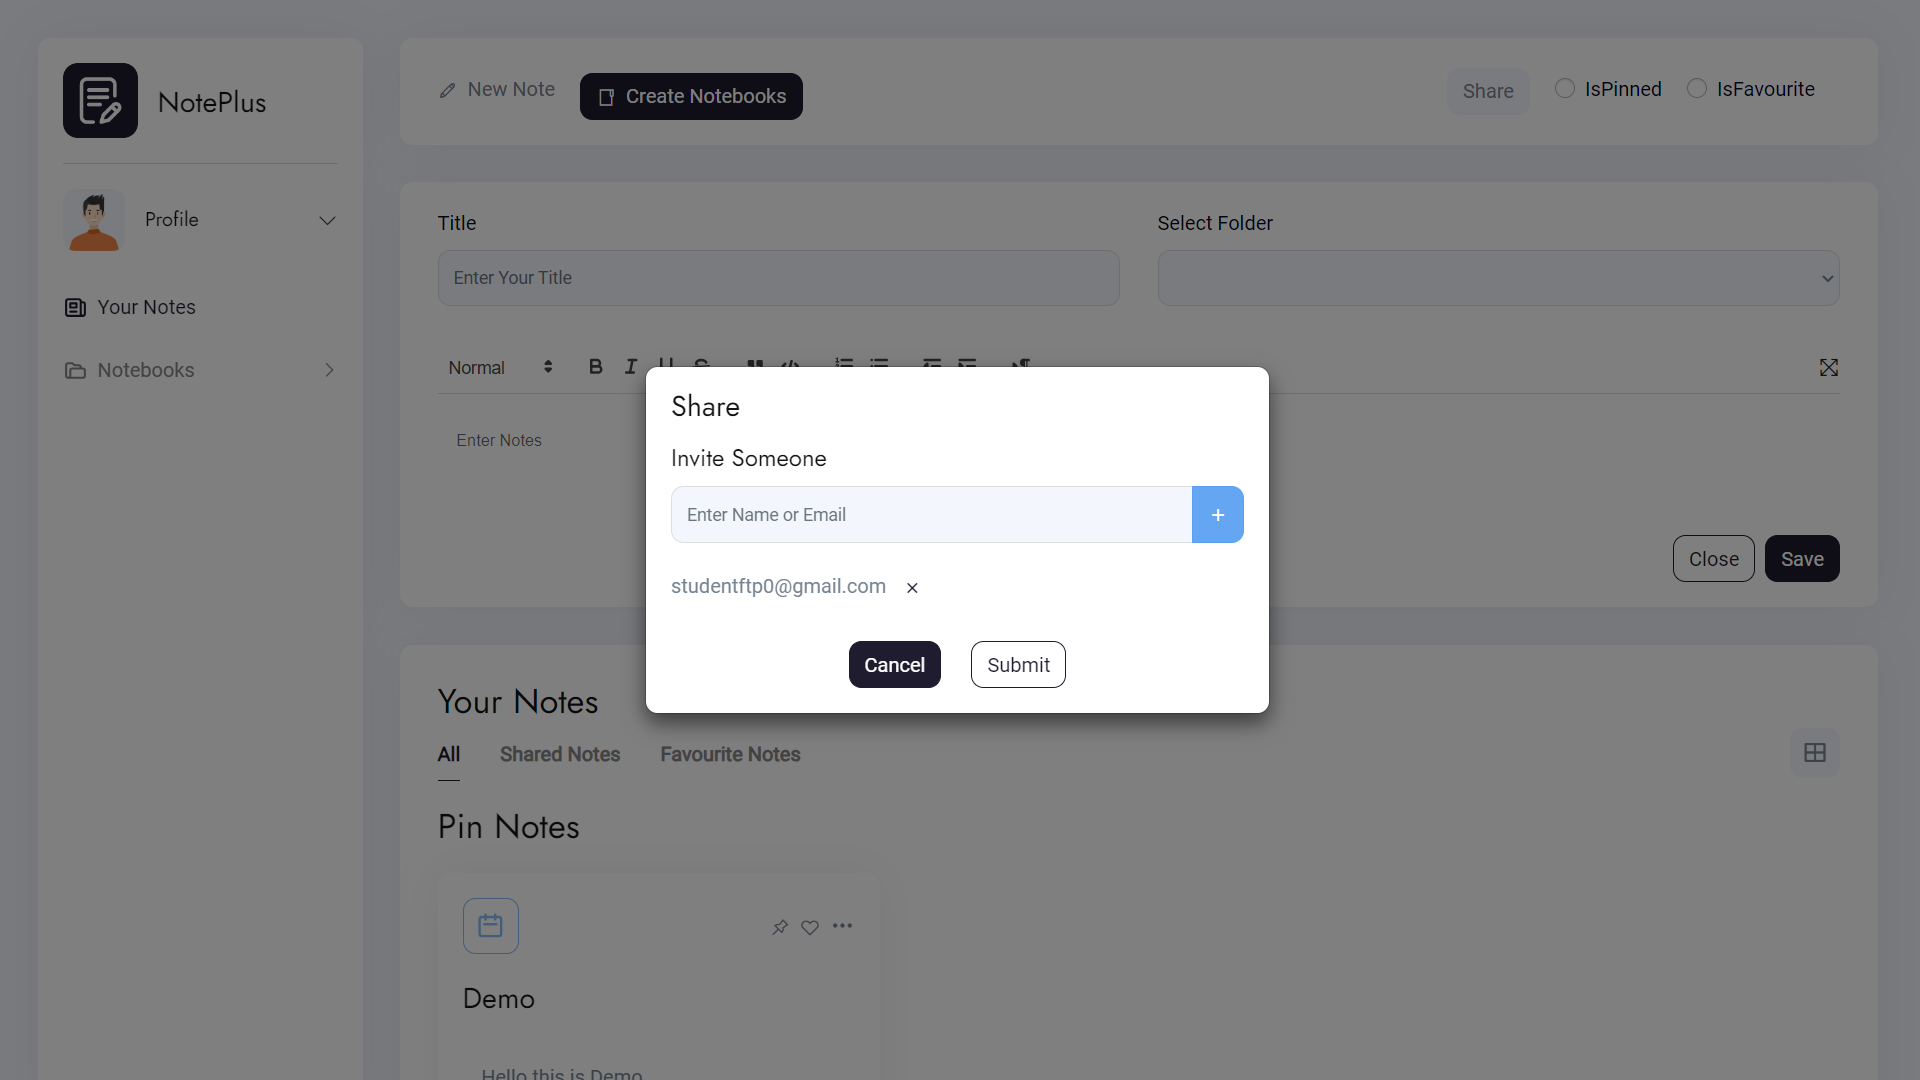 NotePlus
Profile
Your Notes
Notebooks
New Note
Create Notebooks
Share
IsPinned
IsFavourite
Title
Select Folder
Enter Your Title
Normal
Enter Notes
Share
Invite Someone
Enter Name or Email
+
studentftp0@gmail.com
Cancel
Submit
Close
Save
Your Notes
All
Shared Notes
Favourite Notes
Pin Notes
Demo
Hello this is Demo